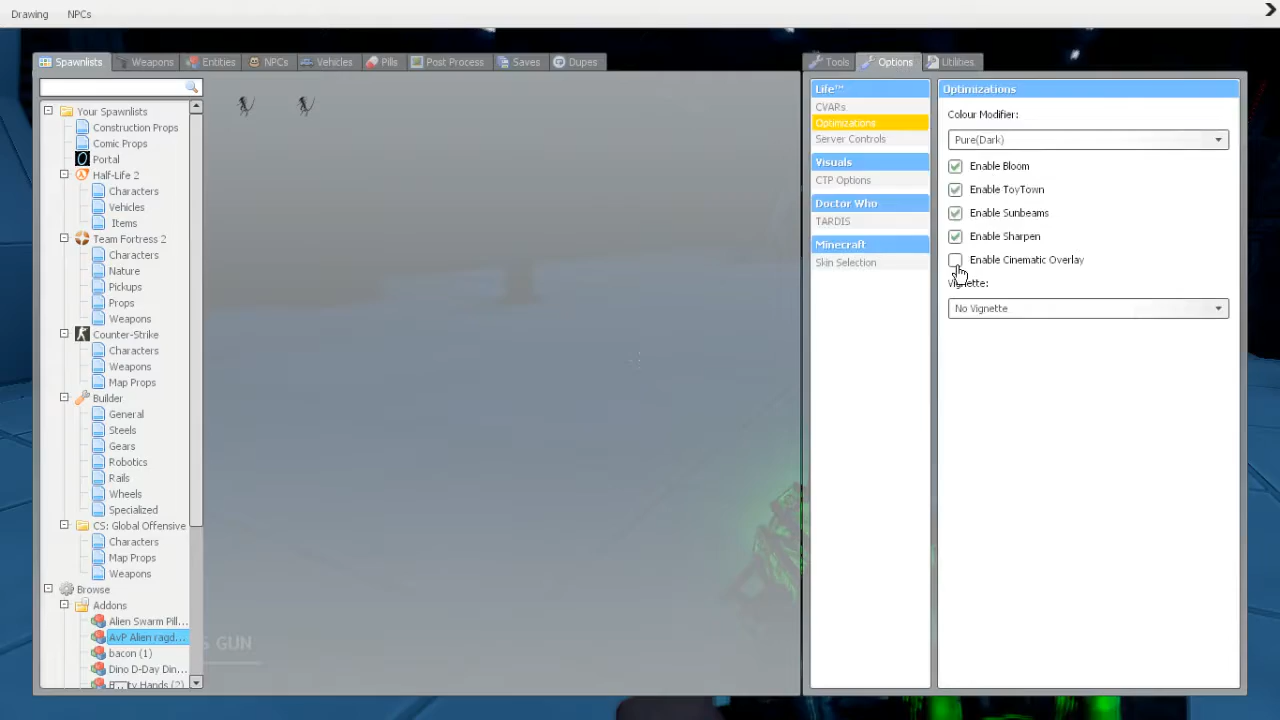 Drawing NPCs
Spawnlists Weapons Entities NPCs Vehicles Pills Post Process Saves Dupes
Tools Options Utilities
Your Spawnlists
Construction Props
Comic Props
Portal
Half-Life 2
Characters
Vehicles
Items
Team Fortress 2
Characters
Nature
Pickups
Props
Weapons
Counter-Strike
Characters
Weapons
Map Props
Builder
General
Steels
Gears
Robotics
Rails
Wheels
Specialized
CS: Global Offensive
Characters
Map Props
Weapons
Browse
Addons
Alien Swarm Pill...
AvP Alien ragd...
bacon (1)
Dino D-Day Din...
Hands (2)
S GUN
Life™
CVARs
Optimizations
Server Controls
Visuals
CTP Options
Doctor Who
TARDIS
Minecraft
Skin Selection
Optimizations
Colour Modifier:
Pure(Dark)
Enable Bloom
Enable ToyTown
Enable Sunbeams
Enable Sharpen
Enable Cinematic Overlay
Vignette:
No Vignette